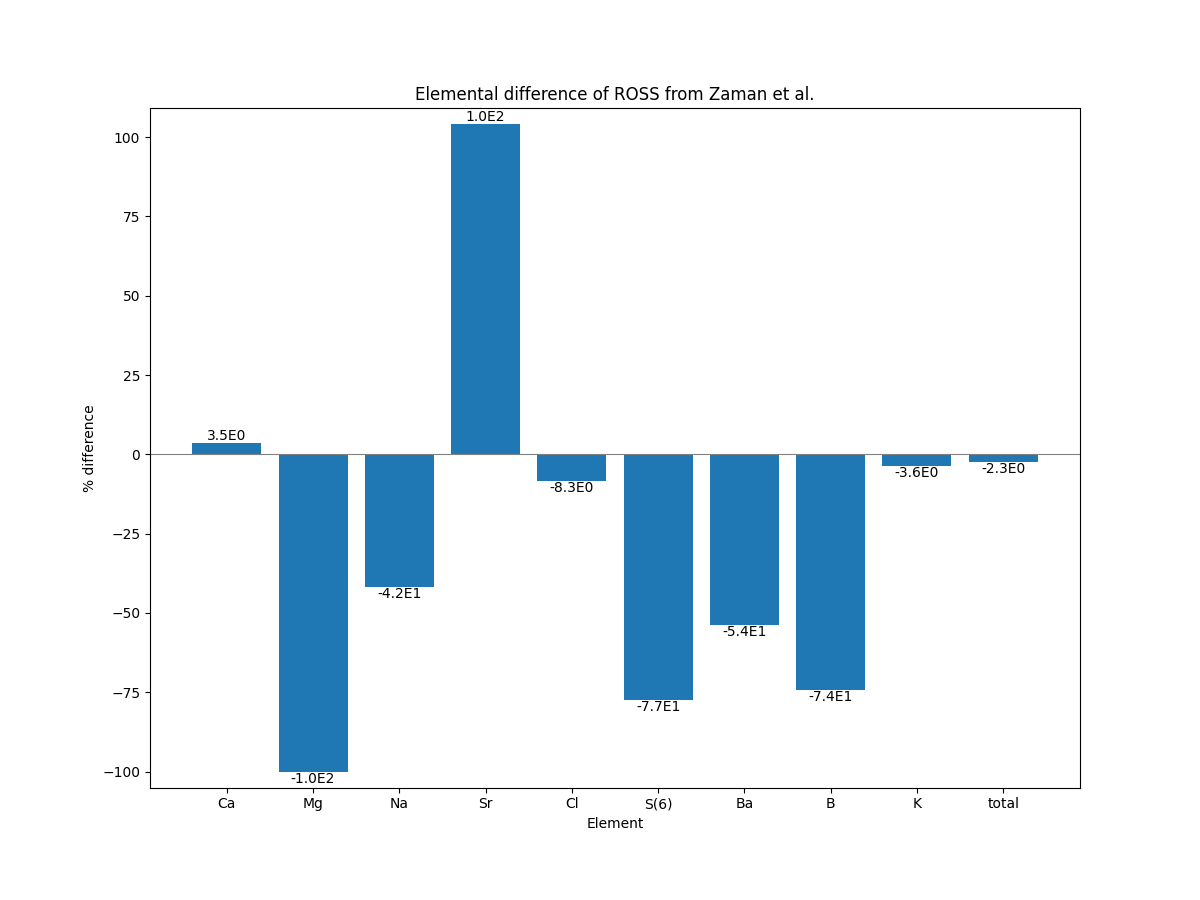 Elemental difference of ROSS from Zaman et al.
1.0E2
100
75
50
25
3.5E0
0
-3.6E0
-2.3E0
-8.3E0
−25
-4.2E1
−50
-5.4E1
−75
-7.7E1
-7.4E1
−100
-1.0E2
% difference
Ca Mg Na Sr Cl S(6) Ba B K total
Element